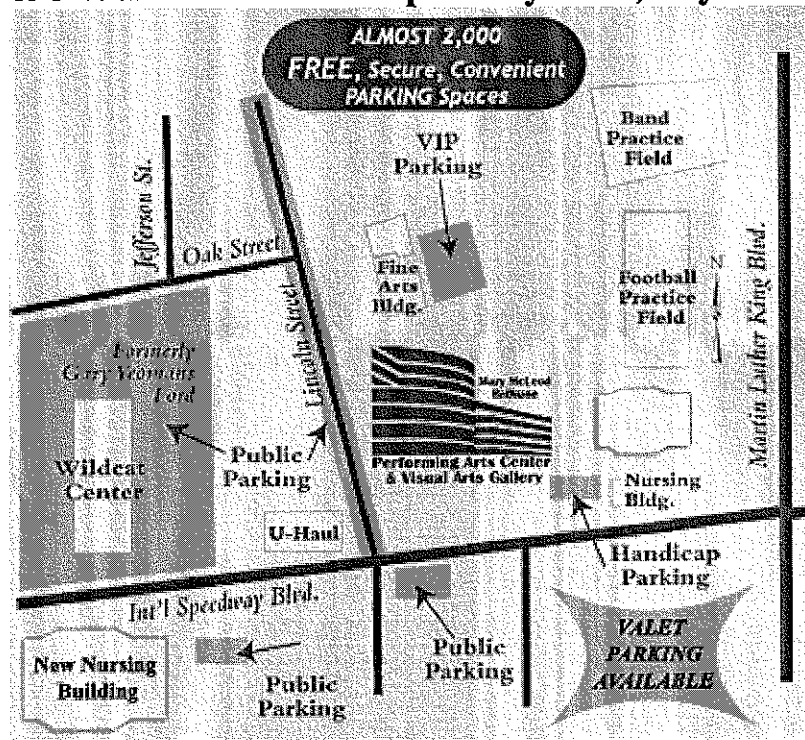 ALMOST 2,000
FREE, Secure, Convenient
PARKING Spaces
VIP
Parking
Band
Practice
Field
Jefferson St.
Oak Street
Fine
Arts
Bldg.
Football
Practice
Field
N
Martin Luther King Blvd.
Lincoln Street
Formerly
Gary Yeomans
Ford
Mary McLeod
Bethune
Public
Parking
Wildcat
Center
Performing Arts Center
& Visual Arts Gallery
Nursing
Bldg.
U-Haul
Handicap
Parking
Int'l Speedway Blvd.
Public
Parking
VALET
PARKING
AVAILABLE
New Nursing
Building
Public
Parking